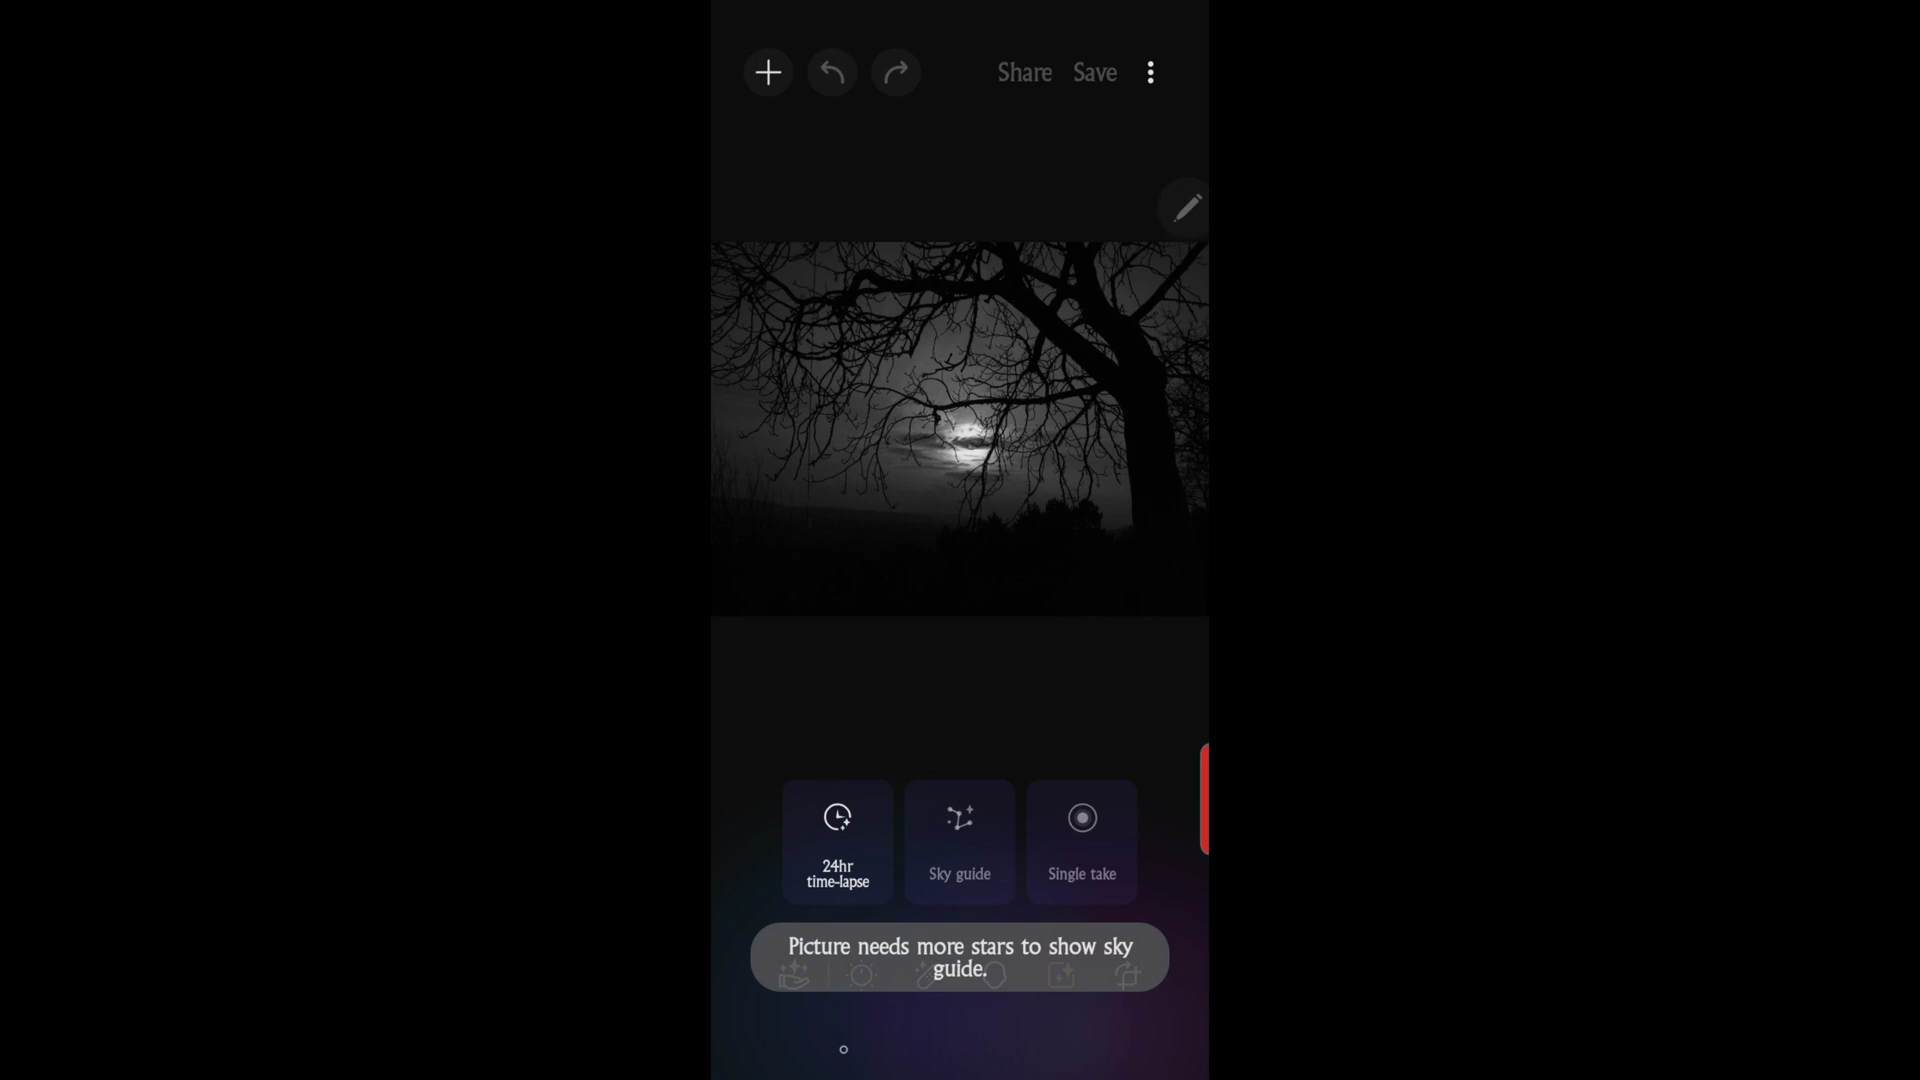 Share Save
24hr
time-lapse
Sky guide
Single take
Picture needs more stars to show sky
guide.